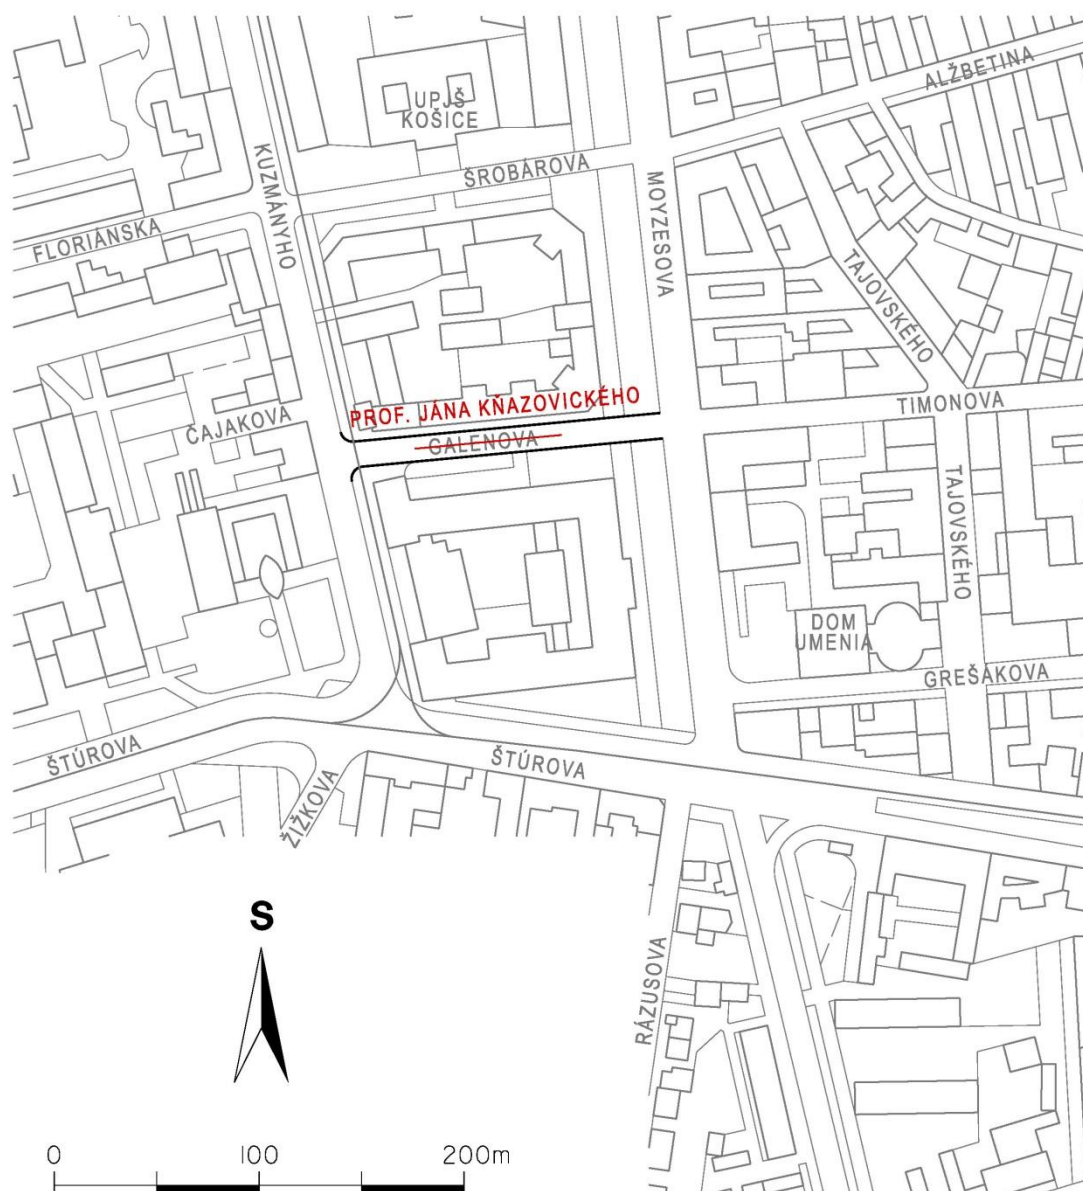 ALŽBETINA
UPJŠ
KOŠICE
ŠROBÁROVA
KUZMÁNYHO
MOYZESOVA
FLORIÁNSKA
TAJOVSKÉHO
PROF. JÁNA KŇAZOVICKÉHO
TIMONOVA
ČAJAKOVA
GALENOVA
TAJOVSKÉHO
DOM
UMENIA
GREŠÁKOVA
ŠTÚROVA
ŠTÚROVA
ŽIŽKOVA
S
RÁZUSOVA
0 100 200m